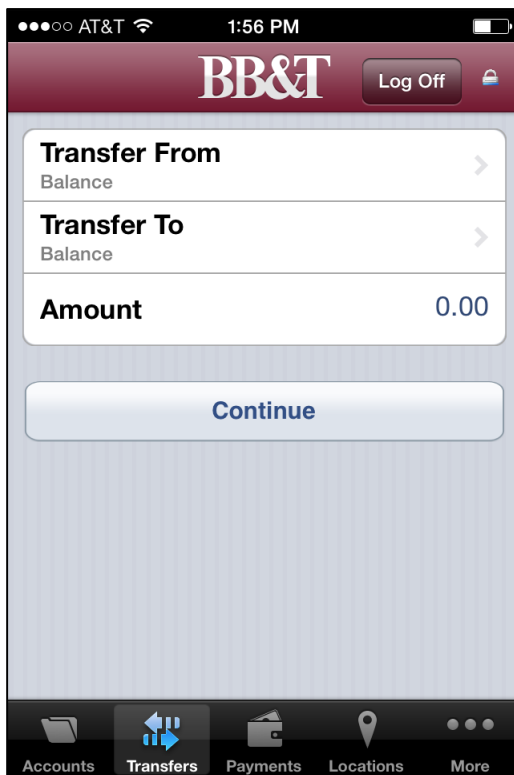 AT&T 1:56 PM
BB&T Log Off
Transfer From
Balance
Transfer To
Balance
Amount 0.00
Continue
Accounts Transfers Payments Locations More